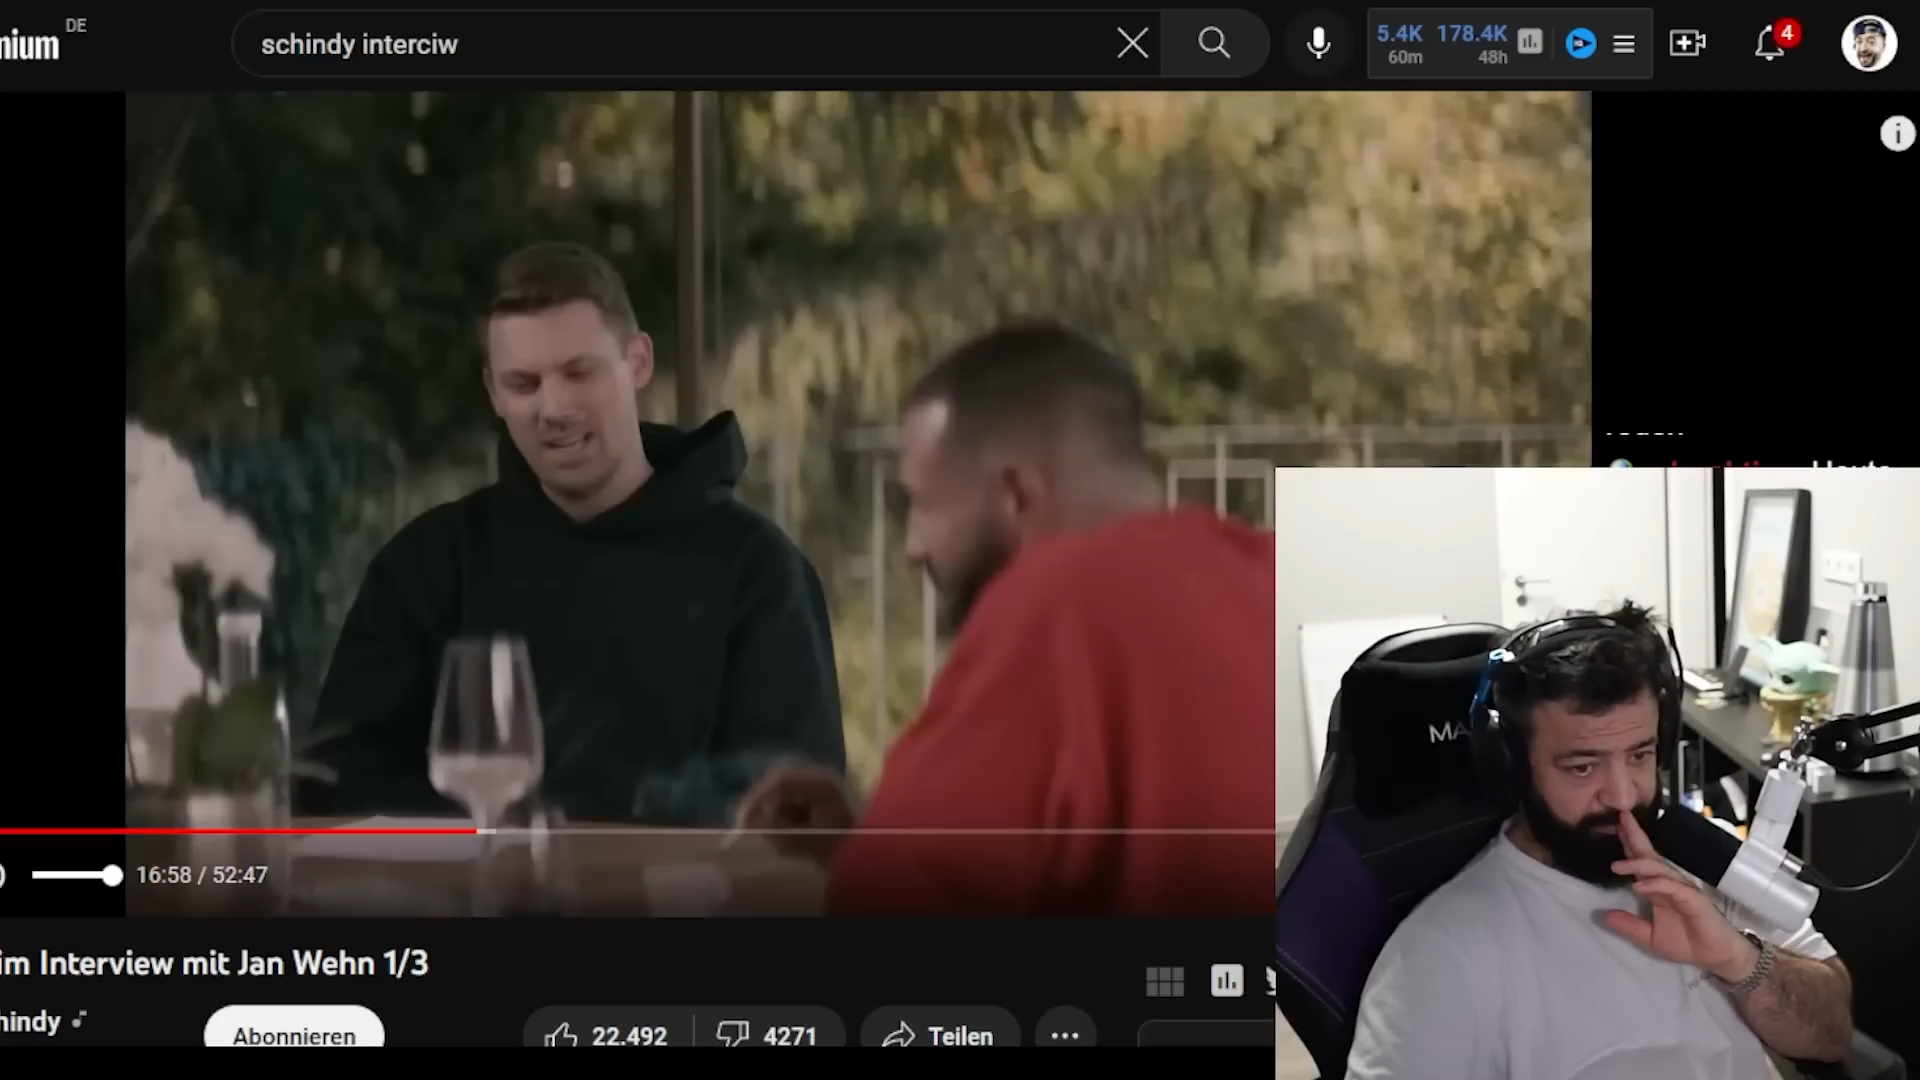 mium DE
schindy interciw
5.4K 178.4K
60m 48h
4
16:58 / 52:47
im Interview mit Jan Wehn 1/3
hindy
Abonnieren
22.492
4271
Teilen
MA